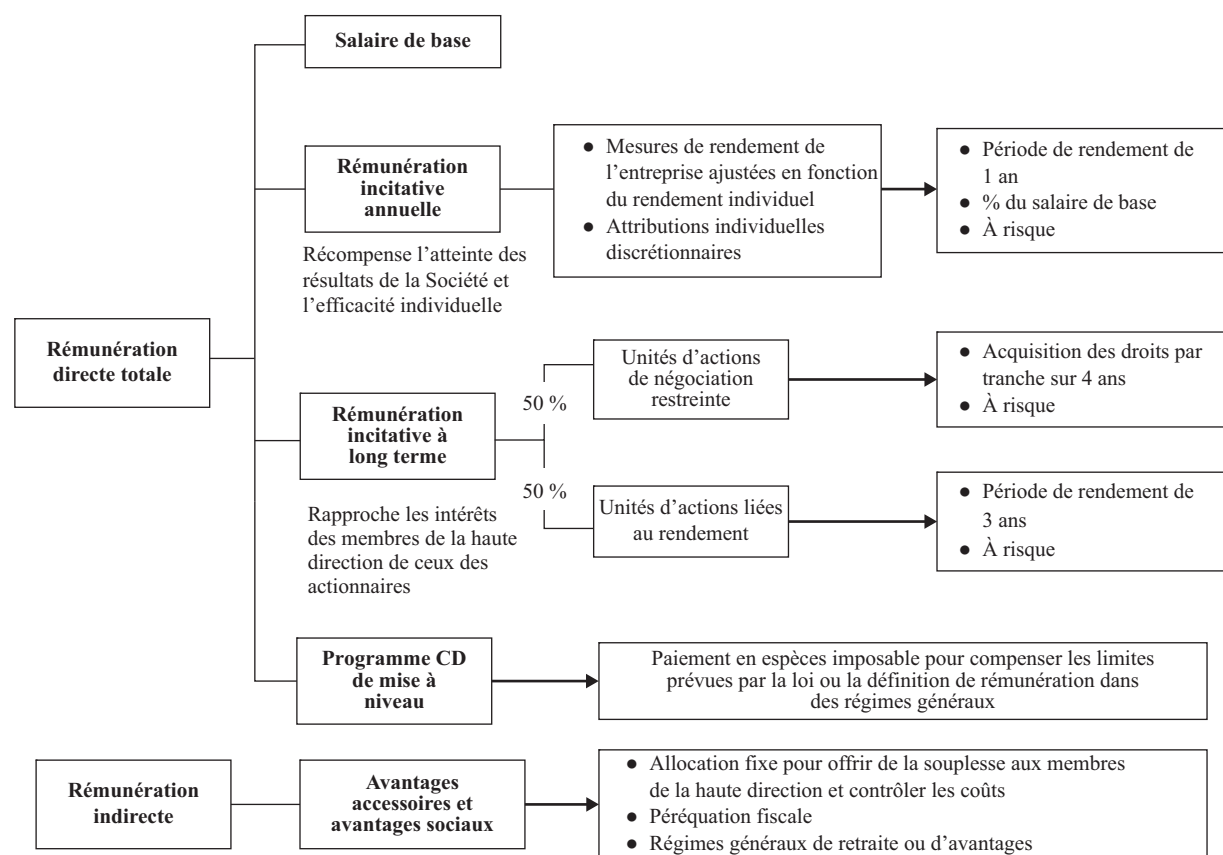 Salaire de base
Rémunération
incitative
annuelle
Récompense l'atteinte des
résultats de la Société et
l'efficacité individuelle
● Mesures de rendement de
l'entreprise ajustées en fonction
du rendement individuel
● Attributions individuelles
discrétionnaires
● Période de rendement de
1 an
● % du salaire de base
● À risque
Rémunération
directe totale
Rémunération
incitative à
long terme
Rapproche les intérêts
des membres de la haute
direction de ceux des
actionnaires
50 %
Unités d'actions
de négociation
restreinte
● Acquisition des droits par
tranche sur 4 ans
● À risque
50 %
Unités d'actions liées
au rendement
● Période de rendement de
3 ans
● À risque
Programme CD
de mise à
niveau
Paiement en espèces imposable pour compenser les limites
prévues par la loi ou la définition de rémunération dans
des régimes généraux
Rémunération
indirecte
Avantages
accessoires et
avantages sociaux
● Allocation fixe pour offrir de la souplesse aux membres
de la haute direction et contrôler les coûts
● Péréquation fiscale
● Régimes généraux de retraite ou d'avantages